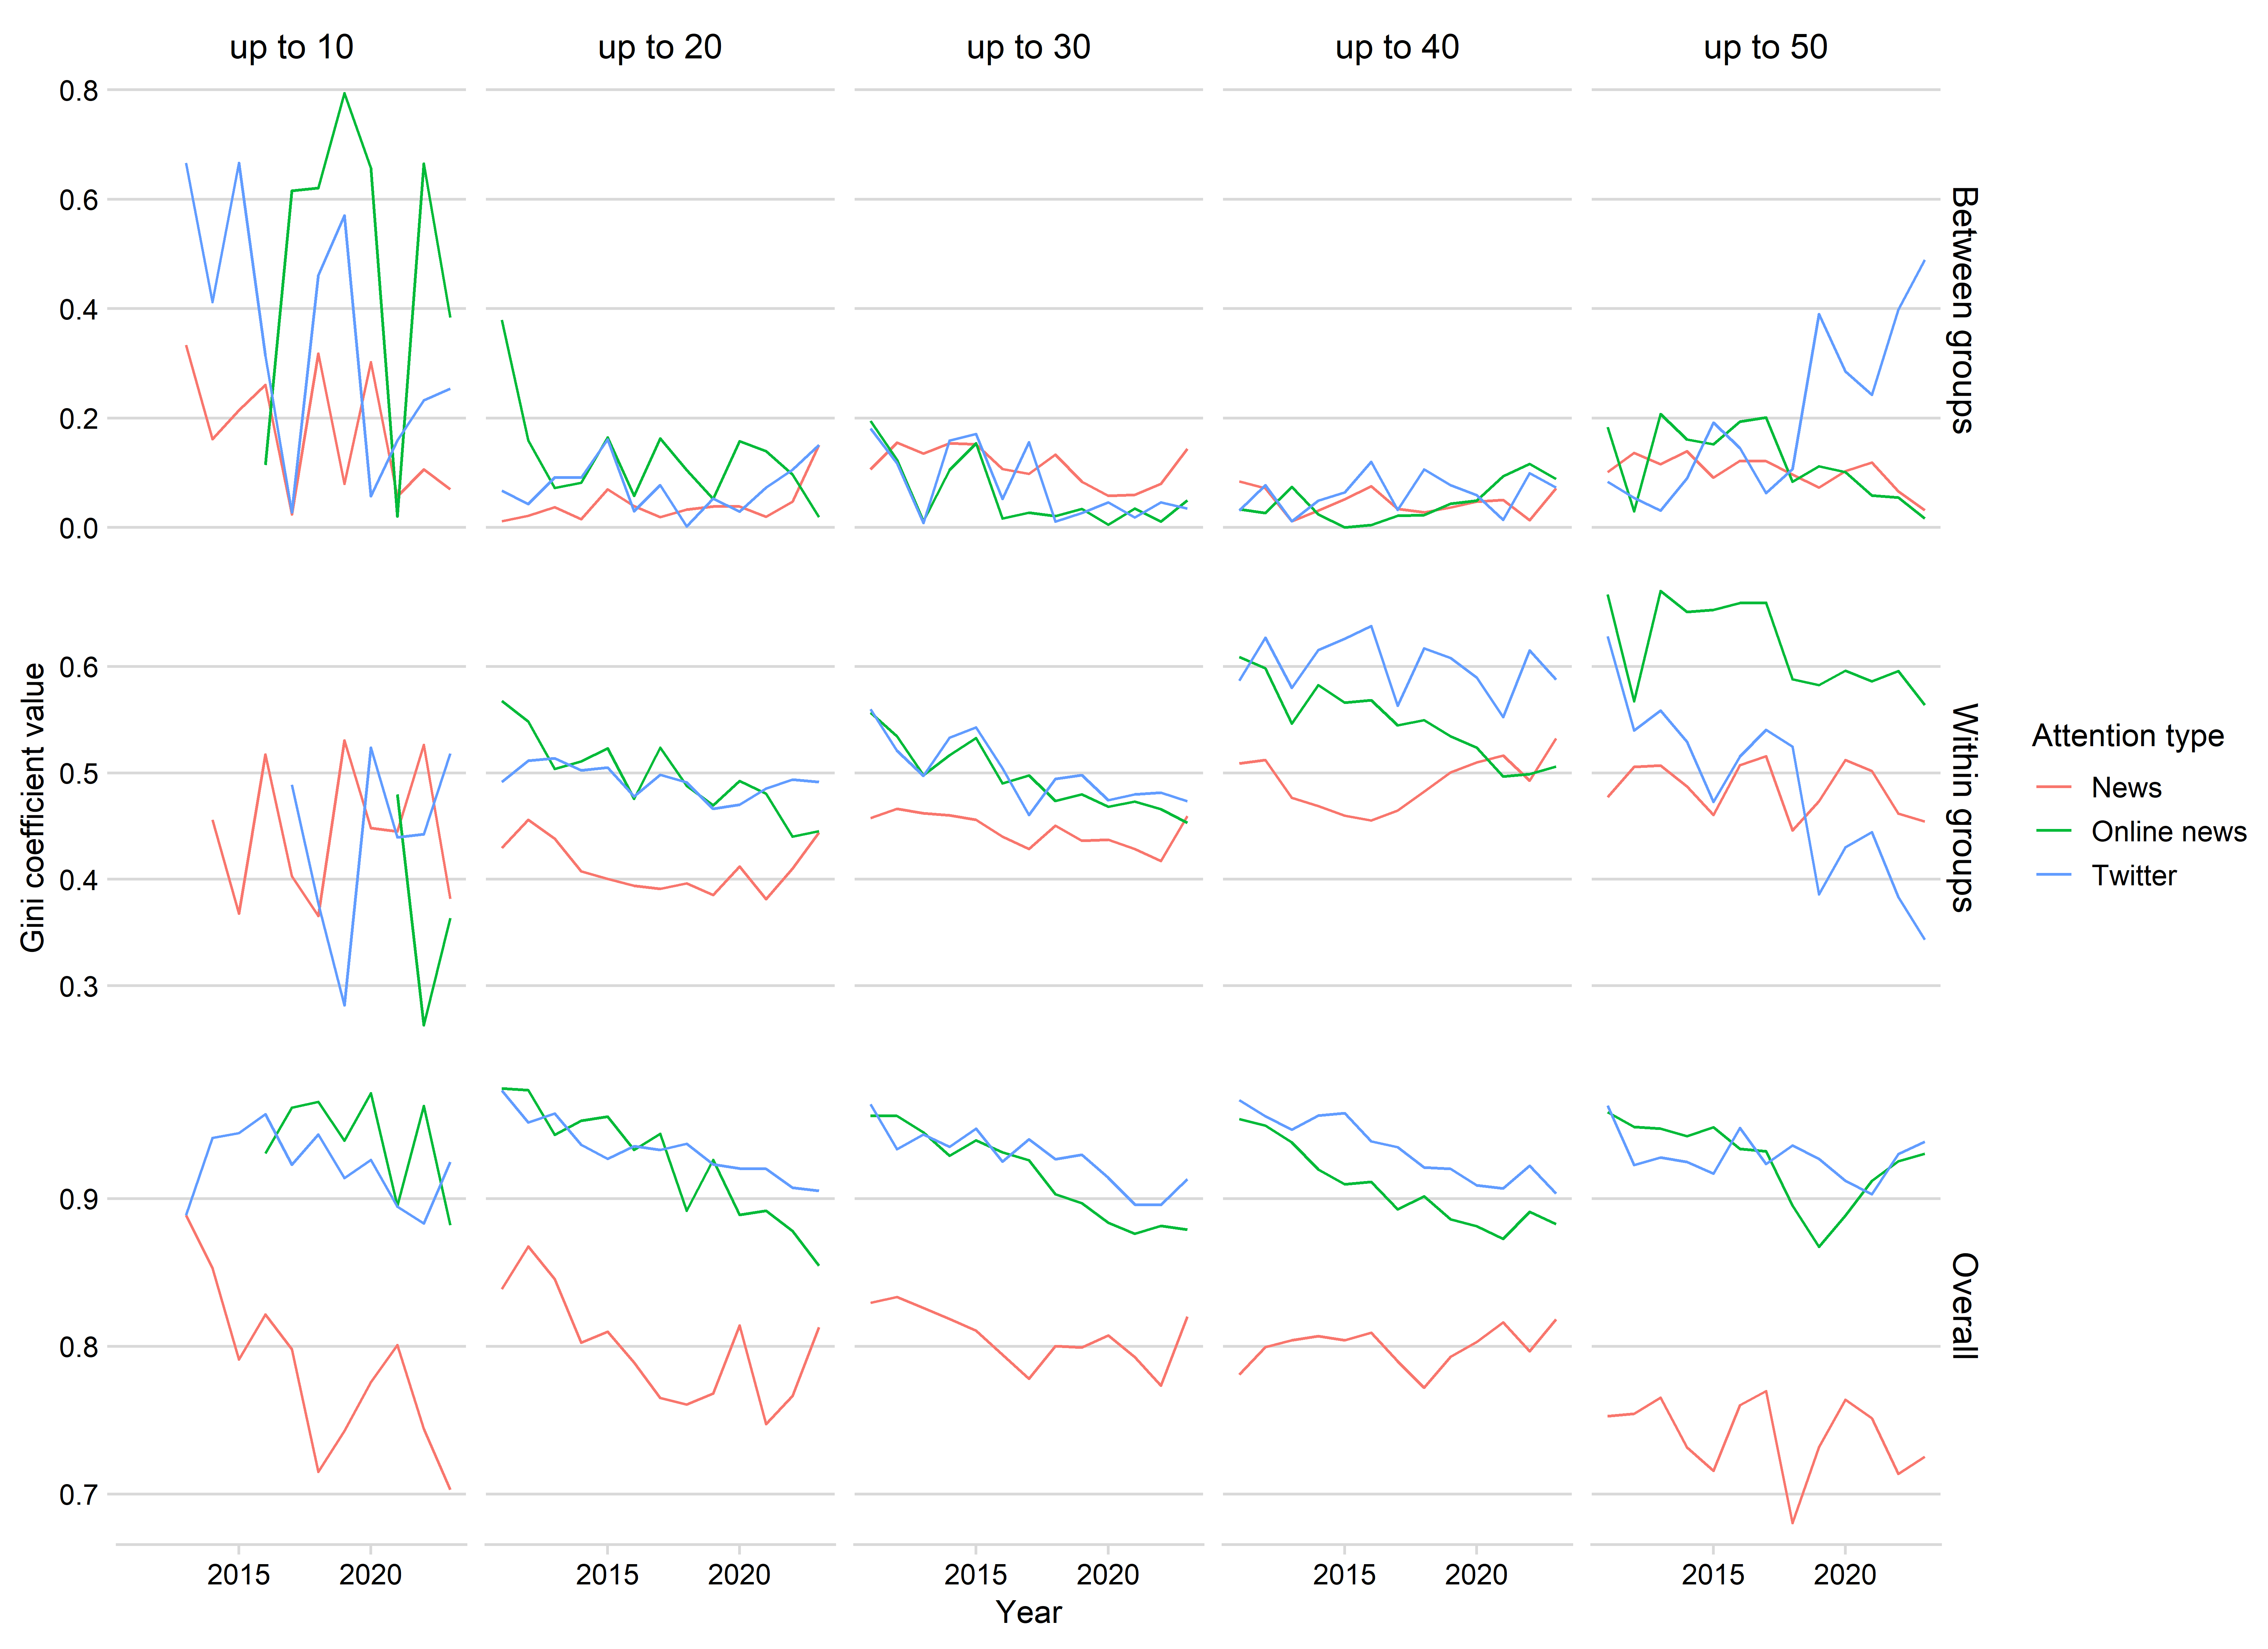 up to 10
up to 20
up to 30
up to 40
up to 50
0.8
0.6
0.4
0.2
0.0
Between groups
0.6
0.5
0.4
0.3
Within groups
0.9
0.8
0.7
Overall
Gini coefficient value
2015
2020
2015
2020
2015
2020
2015
2020
2015
2020
Year
Attention type
News
Online news
Twitter